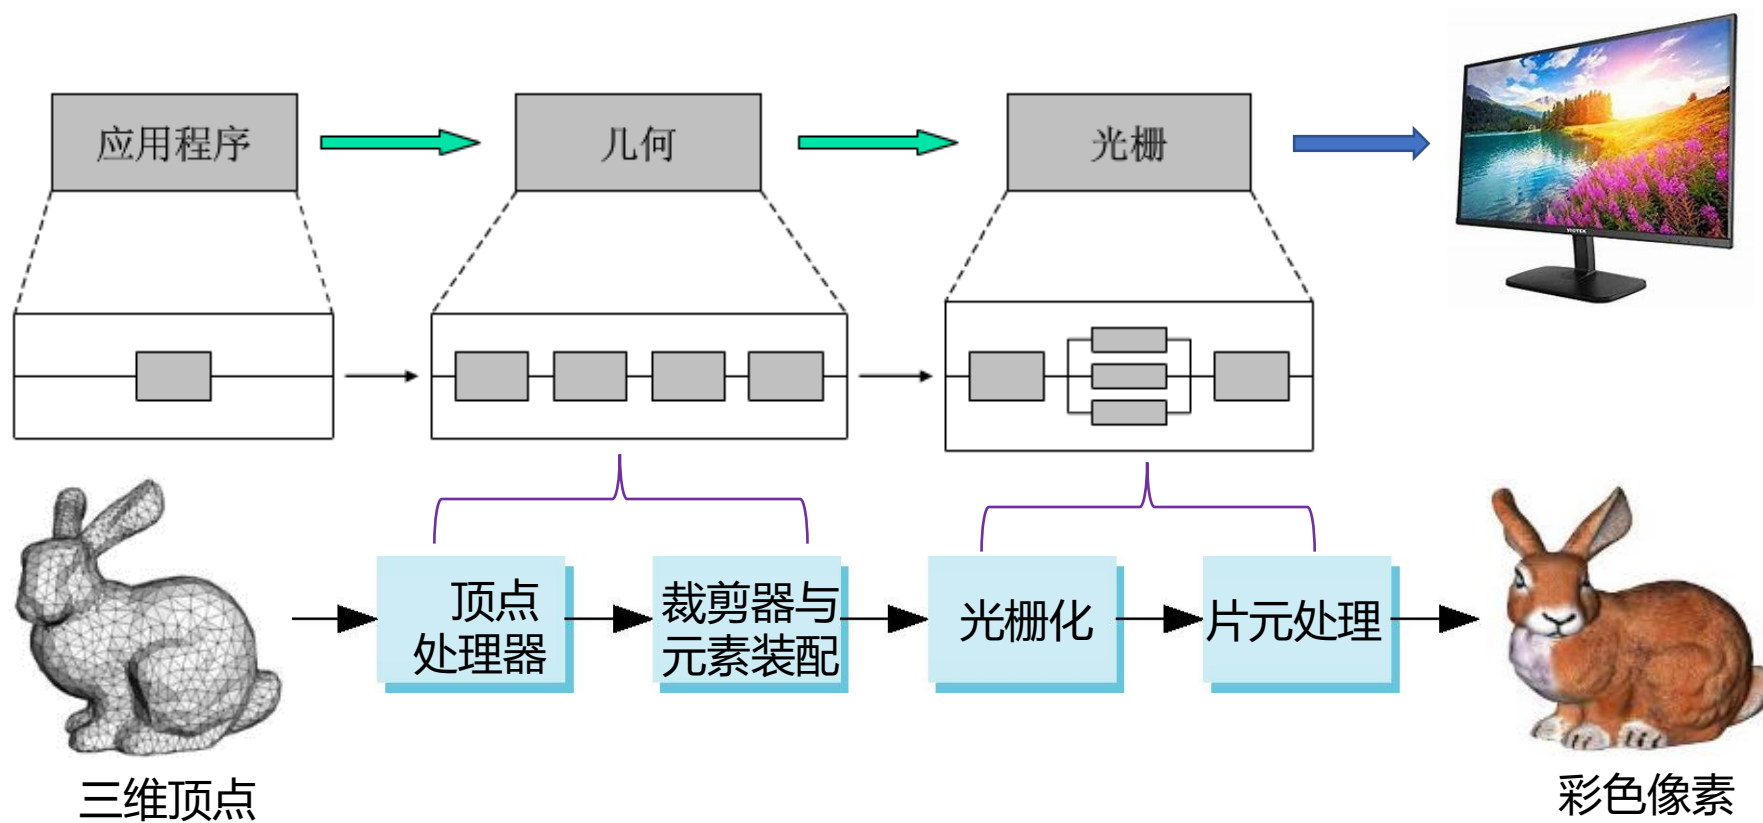 应用程序
几何
光栅
VIOTEK
顶点
处理器
裁剪器与
元素装配
光栅化
片元处理
三维顶点
彩色像素